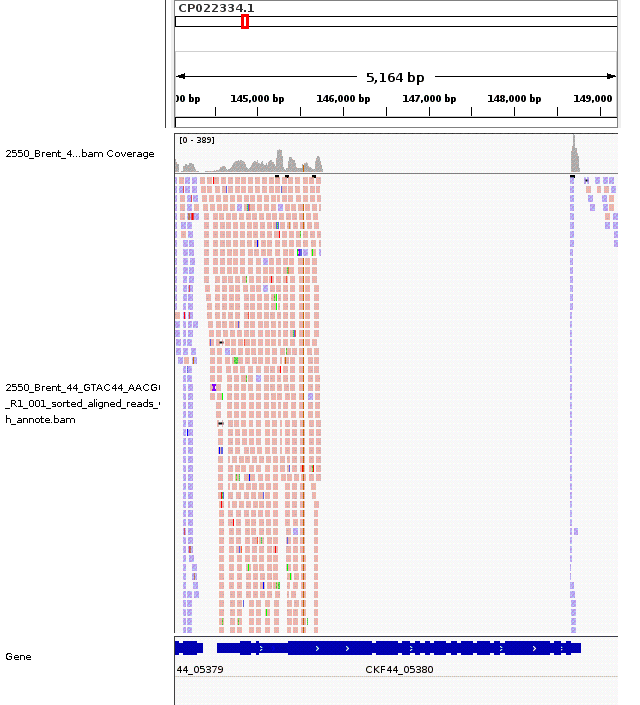 CP022334.1
5,164 bp
00 bp 145,000 bp 146,000 bp 147,000 bp 148,000 bp 149,000
[0 - 389]
2550_Brent_4...bam Coverage
2550_Brent_44_GTAC44_AACG
_R1_001_sorted_aligned_reads_
h_annote.bam
Gene
44_05379 CKF44_05380